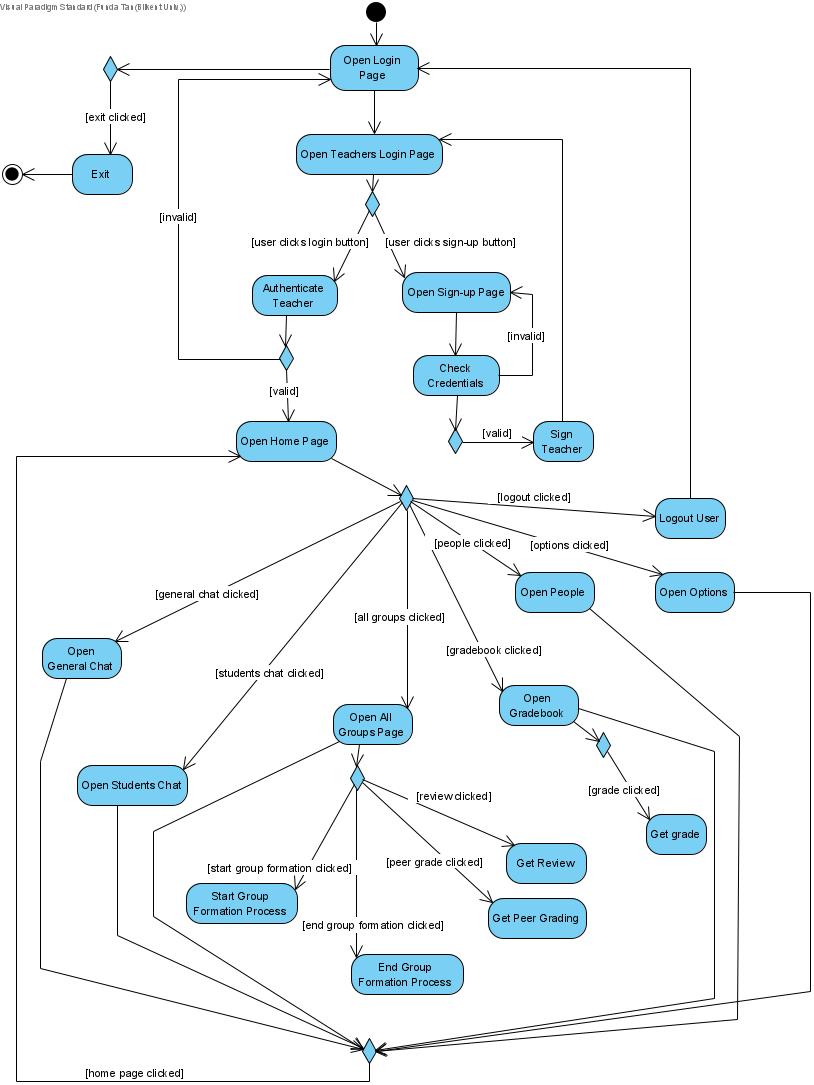 Visual Paradigm Standard (Funda Tan (Bilkent Univ.))
Open Login
Page
[exit clicked]
Exit
Open Teachers Login Page
[invalid]
[user clicks login button]
[user clicks sign-up button]
Authenticate
Teacher
Open Sign-up Page
[invalid]
Check
Credentials
[valid]
[valid]
Sign
Teacher
Open Home Page
[logout clicked]
Logout User
[people clicked]
[options clicked]
Open People
Open Options
[general chat clicked]
[all groups clicked]
Open
General Chat
[gradebook clicked]
[students chat clicked]
Open
Gradebook
Open All
Groups Page
Open Students Chat
[review clicked]
[grade clicked]
Get grade
[start group formation clicked]
[peer grade clicked]
Get Review
Start Group
Formation Process
Get Peer Grading
[end group formation clicked]
End Group
Formation Process
[home page clicked]